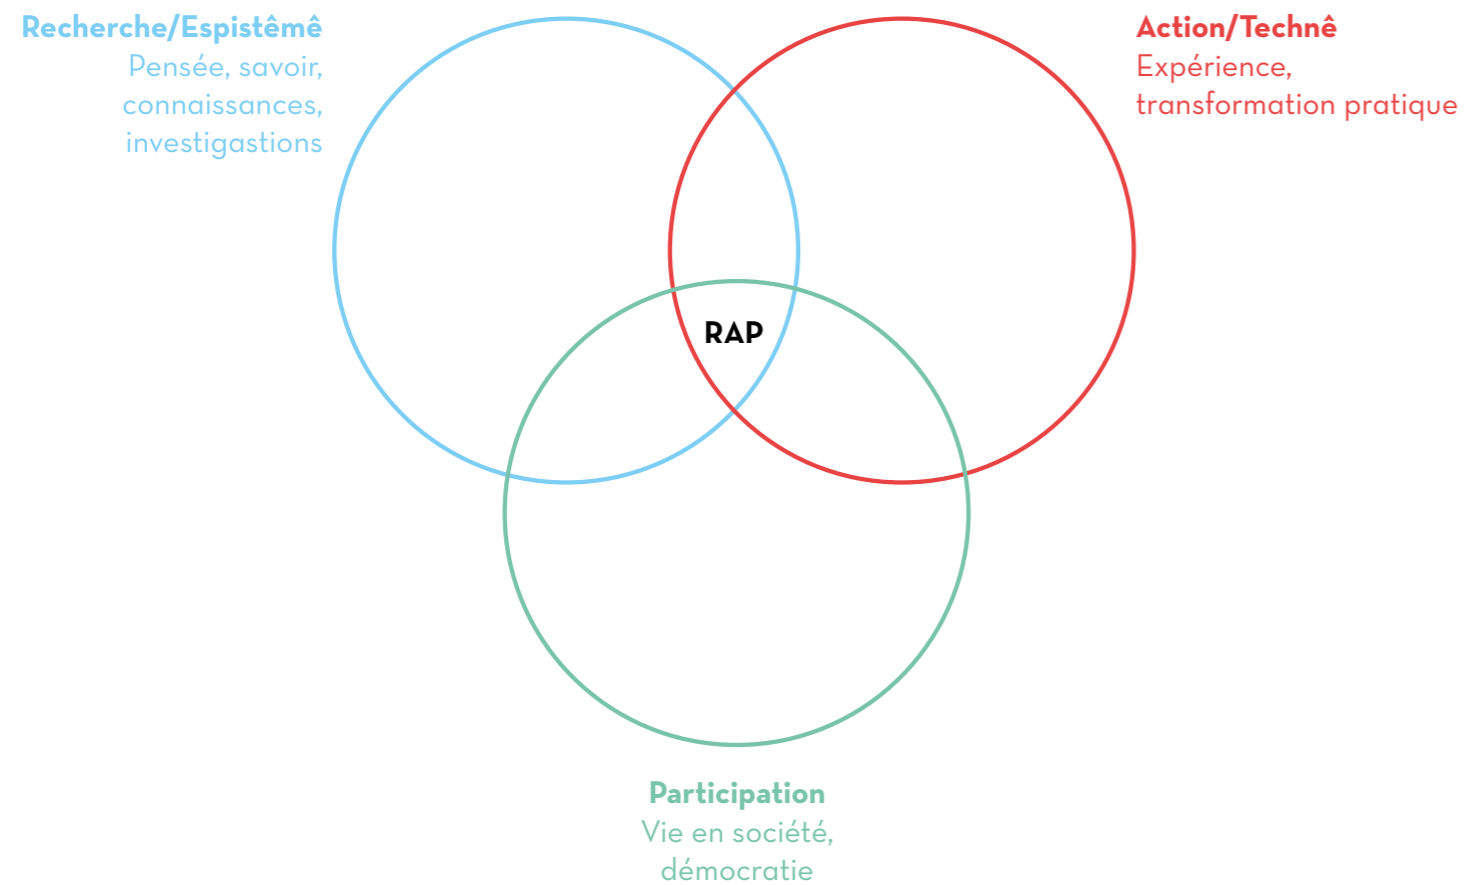 Recherche/Espistêmê
Pensée, savoir,
connaissances,
investigastions
Action/Technê
Expérience,
transformation pratique
RAP
Participation
Vie en société,
démocratie